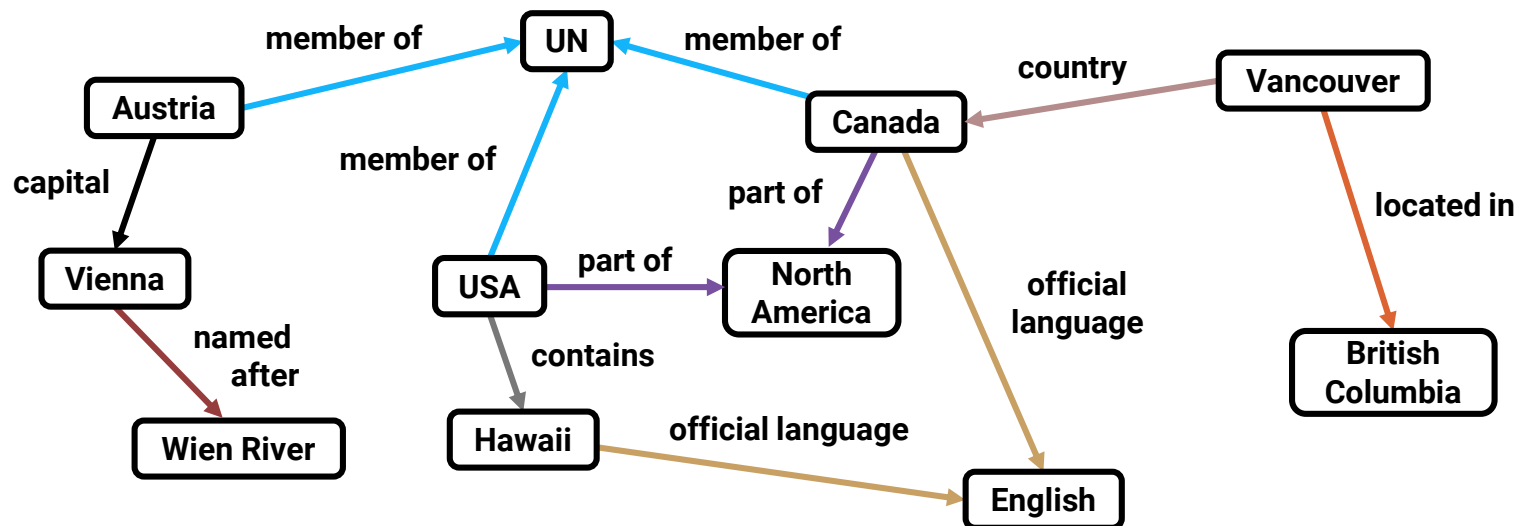 member of
UN
member of
country
Vancouver
Austria
Canada
member of
capital
part of
located in
Vienna
USA
part of
North
America
official
language
named
after
contains
British
Columbia
Wien River
Hawaii
official language
English